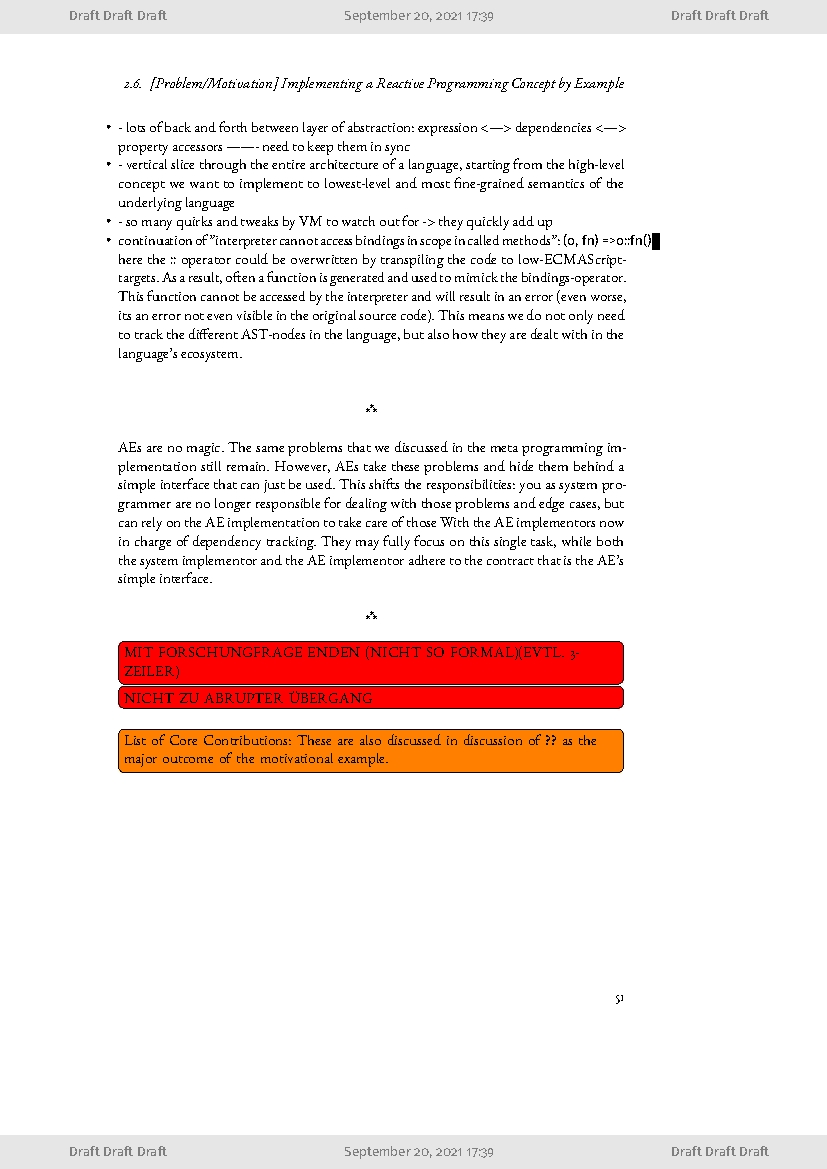 Draft Draft Draft September 20, 2021 17:39 Draft Draft Draft
2.6. [Problem/Motivation] Implementing a Reactive Programming Concept by Example
• - lots of back and forth between layer of abstraction: expression <—> dependencies <—>
property accessors ——- need to keep them in sync
• - vertical slice through the entire architecture of a language, starting from the high-level
concept we want to implement to lowest-level and most fine-grained semantics of the
underlying language
• - so many quirks and tweaks by VM to watch out for -> they quickly add up
• continuation of ”interpreter cannot access bindings in scope in called methods”: (o, fn) =>o::fn()
here the :: operator could be overwritten by transpiling the code to low-ECMAScript-
targets. As a result, often a function is generated and used to mimick the bindings-operator.
This function cannot be accessed by the interpreter and will result in an error (even worse,
its an error not even visible in the original source code). This means we do not only need
to track the different AST-nodes in the language, but also how they are dealt with in the
language’s ecosystem.
⁂
AEs are no magic. The same problems that we discussed in the meta programming im-
plementation still remain. However, AEs take these problems and hide them behind a
simple interface that can just be used. This shifts the responsibilities: you as system pro-
grammer are no longer responsible for dealing with those problems and edge cases, but
can rely on the AE implementation to take care of those With the AE implementors now
in charge of dependency tracking. They may fully focus on this single task, while both
the system implementor and the AE implementor adhere to the contract that is the AE’s
simple interface.
⁂
MIT FORSCHUNGFRAGE ENDEN (NICHT SO FORMAL)(EVTL. 3-
ZEILER)
NICHT ZU ABRUPTER ÜBERGANG
List of Core Contributions: These are also discussed in discussion of ?? as the
major outcome of the motivational example.
51
Draft Draft Draft September 20, 2021 17:39 Draft Draft Draft